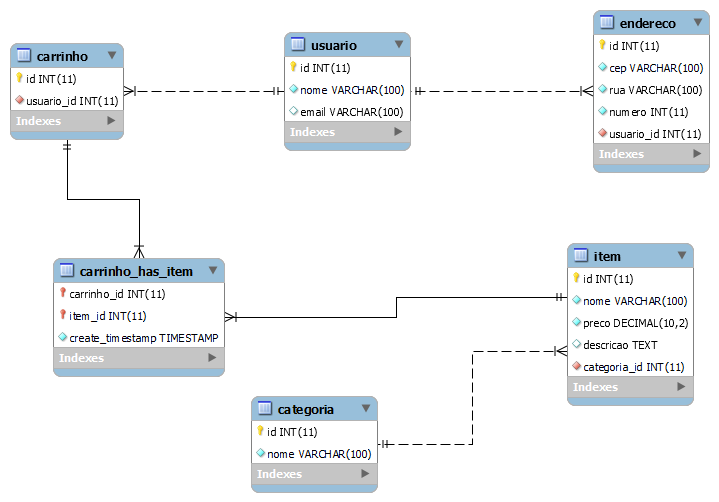 carrinho
id INT(11)
usuario_id INT(11)
Indexes
usuario
id INT(11)
nome VARCHAR(100)
email VARCHAR(100)
Indexes
endereco
id INT(11)
cep VARCHAR(100)
rua VARCHAR(100)
numero INT(11)
usuario_id INT(11)
Indexes
carrinho_has_item
carrinho_id INT(11)
item_id INT(11)
create_timestamp TIMESTAMP
Indexes
item
id INT(11)
nome VARCHAR(100)
preco DECIMAL(10,2)
descricao TEXT
categoria_id INT(11)
Indexes
categoria
id INT(11)
nome VARCHAR(100)
Indexes